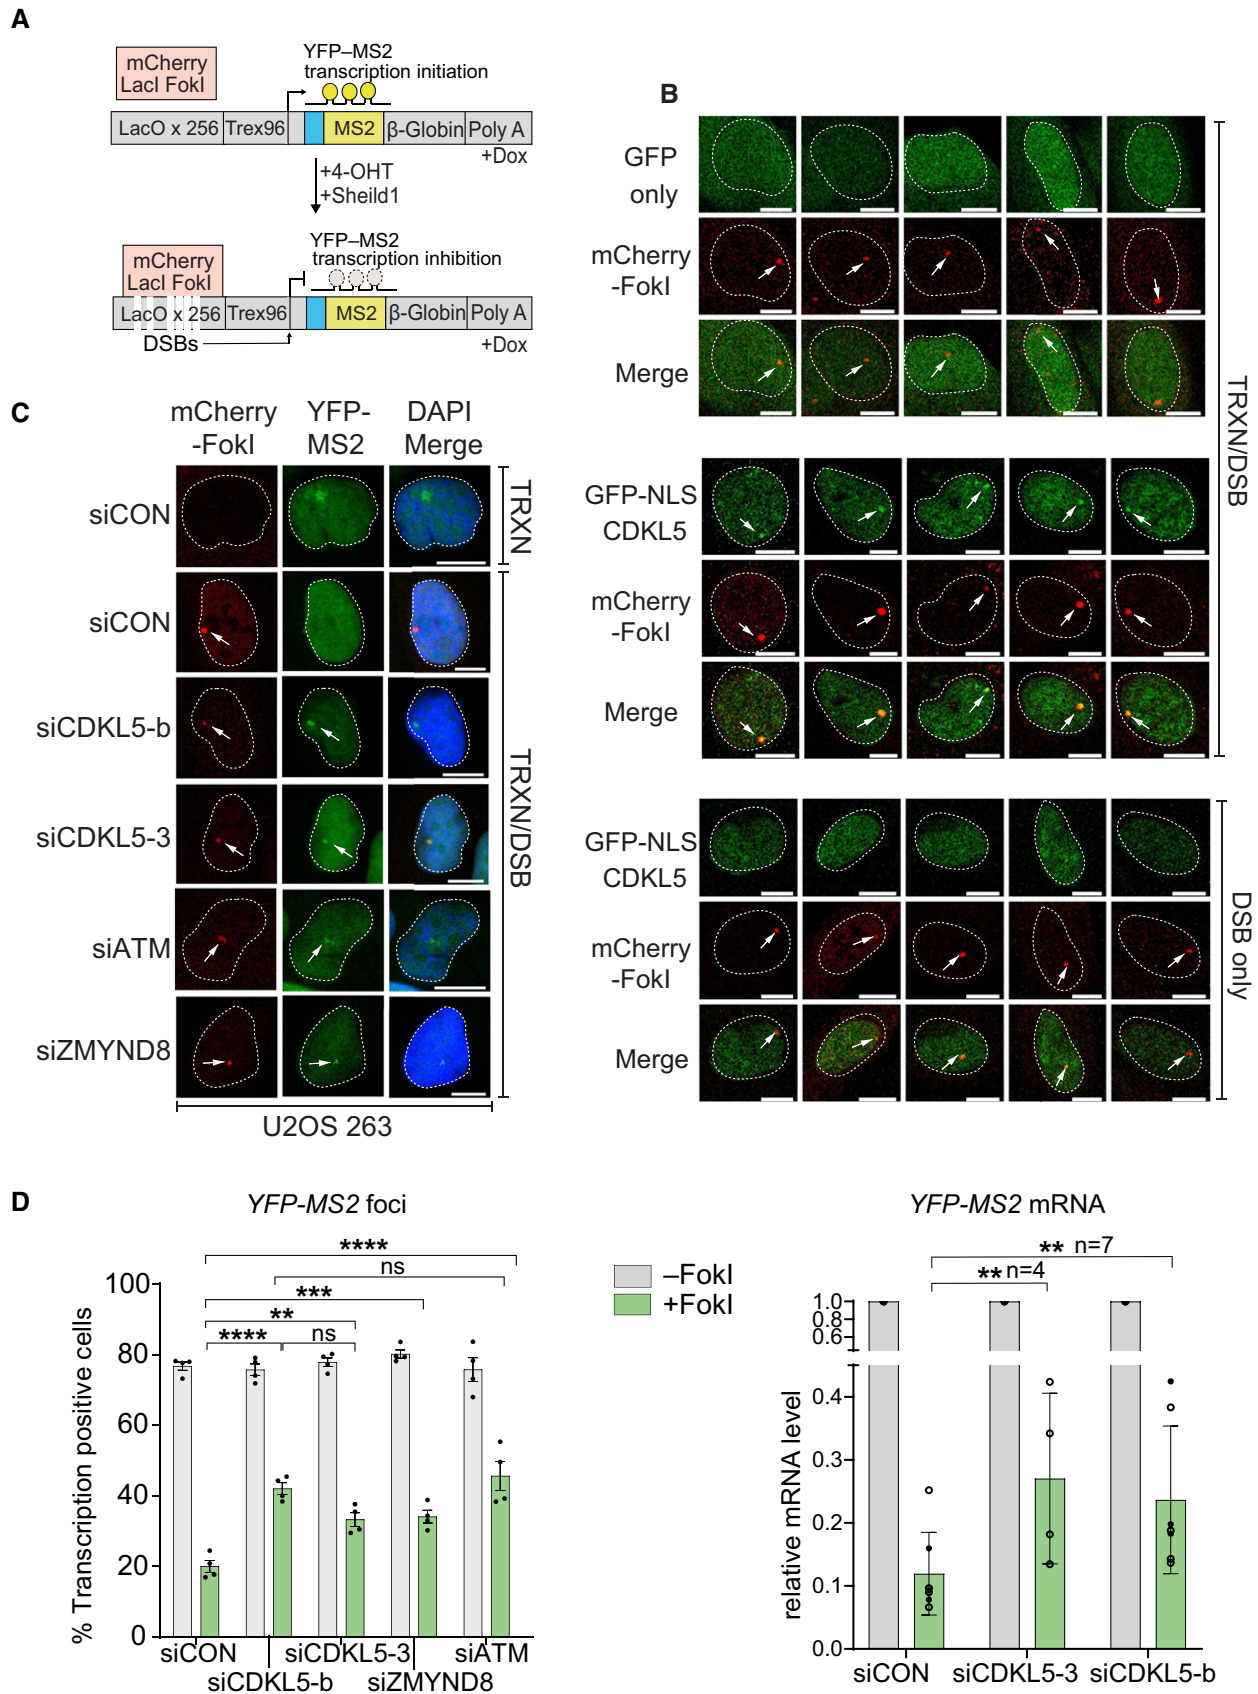 A
mCherry
LacI FokI
YFP–MS2
transcription initiation
LacO x 256 Trex96 MS2 β-Globin Poly A
+Dox
+4-OHT
+Sheild1
mCherry
LacI FokI
YFP–MS2
transcription inhibition
LacO x 256 Trex96 MS2 β-Globin Poly A
DSBs
+Dox
B
GFP
only
mCherry
-FokI
Merge
GFP-NLS
CDKL5
mCherry
-FokI
Merge
TRXN/DSB
GFP-NLS
CDKL5
mCherry
-FokI
Merge
DSB only
C
mCherry
-FokI
YFP-
MS2
DAPI
Merge
siCON
TRXN
siCON
siCDKL5-b
siCDKL5-3
siATM
siZMYND8
TRXN/DSB
U2OS 263
D
YFP-MS2 foci
****
ns
***
**
**** ns
% Transcription positive cells
100
80
60
40
20
0
siCON siCDKL5-3 siATM
siCDKL5-b siZMYND8
–FokI
+FokI
YFP-MS2 mRNA
** n=7
** n=4
relative mRNA level
1.0
0.8
0.6
0.4
0.3
0.2
0.1
0.0
siCON siCDKL5-3 siCDKL5-b